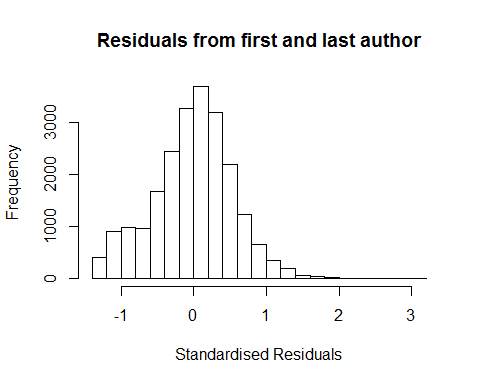 Residuals from first and last author
Frequency
3000
2000
1000
0
-1 0 1 2 3
Standardised Residuals